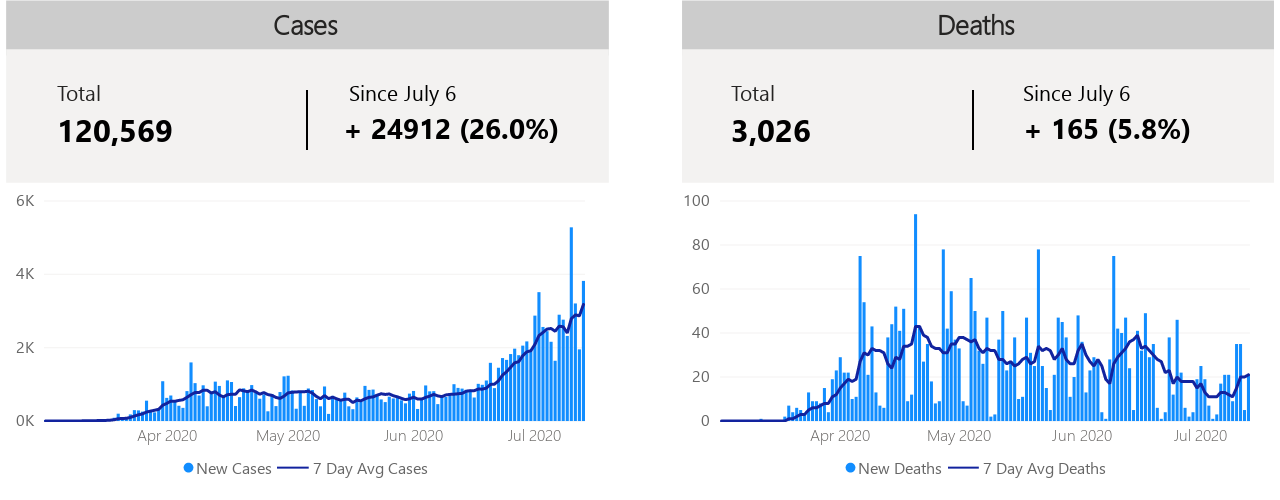 Cases
Total
Since July 6
120,569
+ 24912 (26.0%)
6K
4K
2K
0K
Apr 2020
May 2020
Jun 2020
Jul 2020
New Cases
7 Day Avg Cases
Deaths
Total
Since July 6
3,026
+ 165 (5.8%)
100
80
60
40
20
0
Apr 2020
May 2020
Jun 2020
Jul 2020
New Deaths
7 Day Avg Deaths